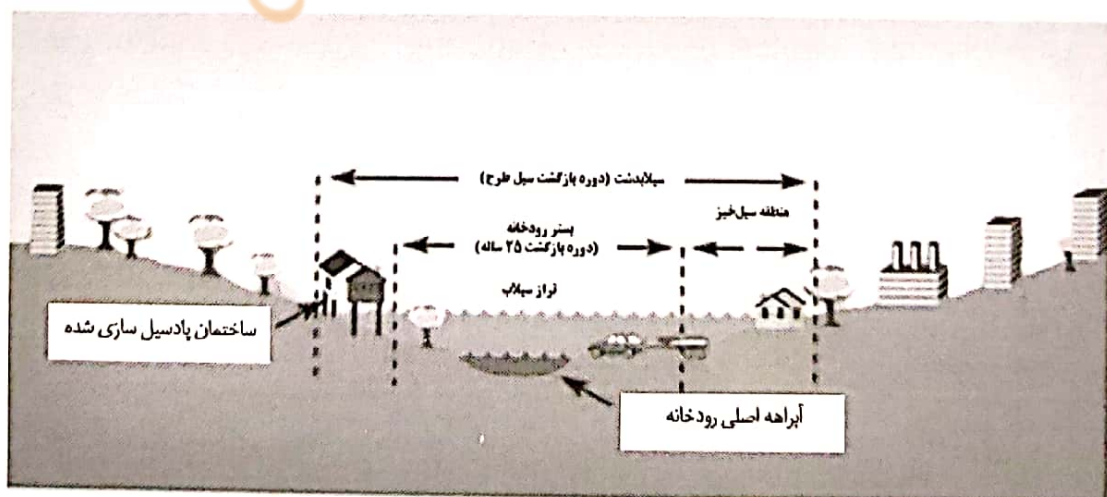 سیلابدشت (دوره بازگشت سیل طرح)
منطقه سیل‌خیز
بستر رودخانه
(دوره بازگشت ۲۵ ساله)
تراز سیلاب
ساختمان پادسیل سازی شده
آبراهه اصلی رودخانه